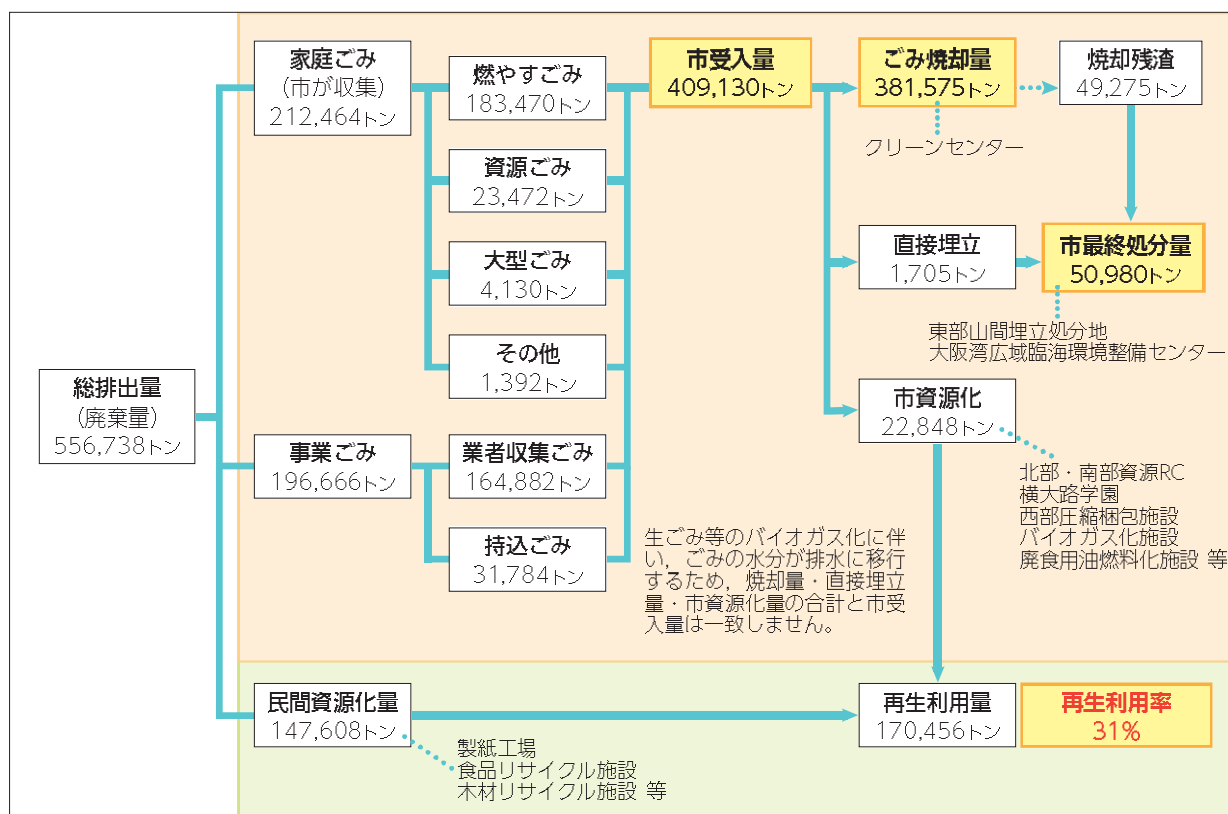 総排出量
(廃棄量)
556,738トン
家庭ごみ
(市が収集)
212,464トン
燃やすごみ
183,470トン
資源ごみ
23,472トン
大型ごみ
4,130トン
その他
1,392トン
事業ごみ
196,666トン
業者収集ごみ
164,882トン
持込ごみ
31,784トン
市受入量
409,130トン
ごみ焼却量
381,575トン
クリーンセンター
焼却残渣
49,275トン
直接埋立
1,705トン
市最終処分量
50,980トン
東部山間埋立処分地
大阪湾広域臨海環境整備センター
市資源化
22,848トン
北部・南部資源RC
横大路学園
西部圧縮梱包施設
バイオガス化施設
廃食用油燃料化施設 等
生ごみ等のバイオガス化に伴
い，ごみの水分が排水に移行
するため，焼却量・直接埋立
量・市資源化量の合計と市受
入量は一致しません。
民間資源化量
147,608トン
製紙工場
食品リサイクル施設
木材リサイクル施設 等
再生利用量
170,456トン
再生利用率
31%